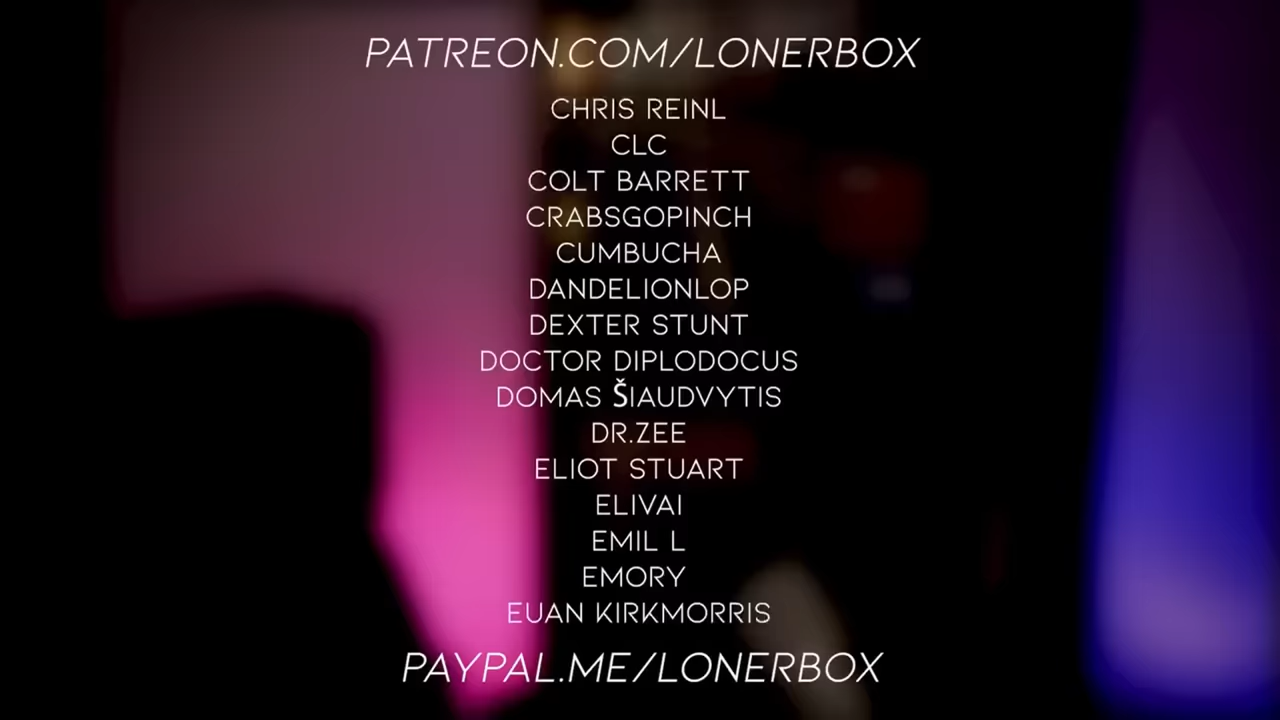 PATREON.COM/LONERBOX
CHRIS REINL
CLC
COLT BARRETT
CRABSGOPINCH
CUMBUCHA
DANDELIONLOP
DEXTER STUNT
DOCTOR DIPLODOCUS
DOMAS ŠIAUDVYTIS
DR.ZEE
ELIOT STUART
ELIVAI
EMIL L
EMORY
EUAN KIRKMORRIS
PAYPAL.ME/LONERBOX